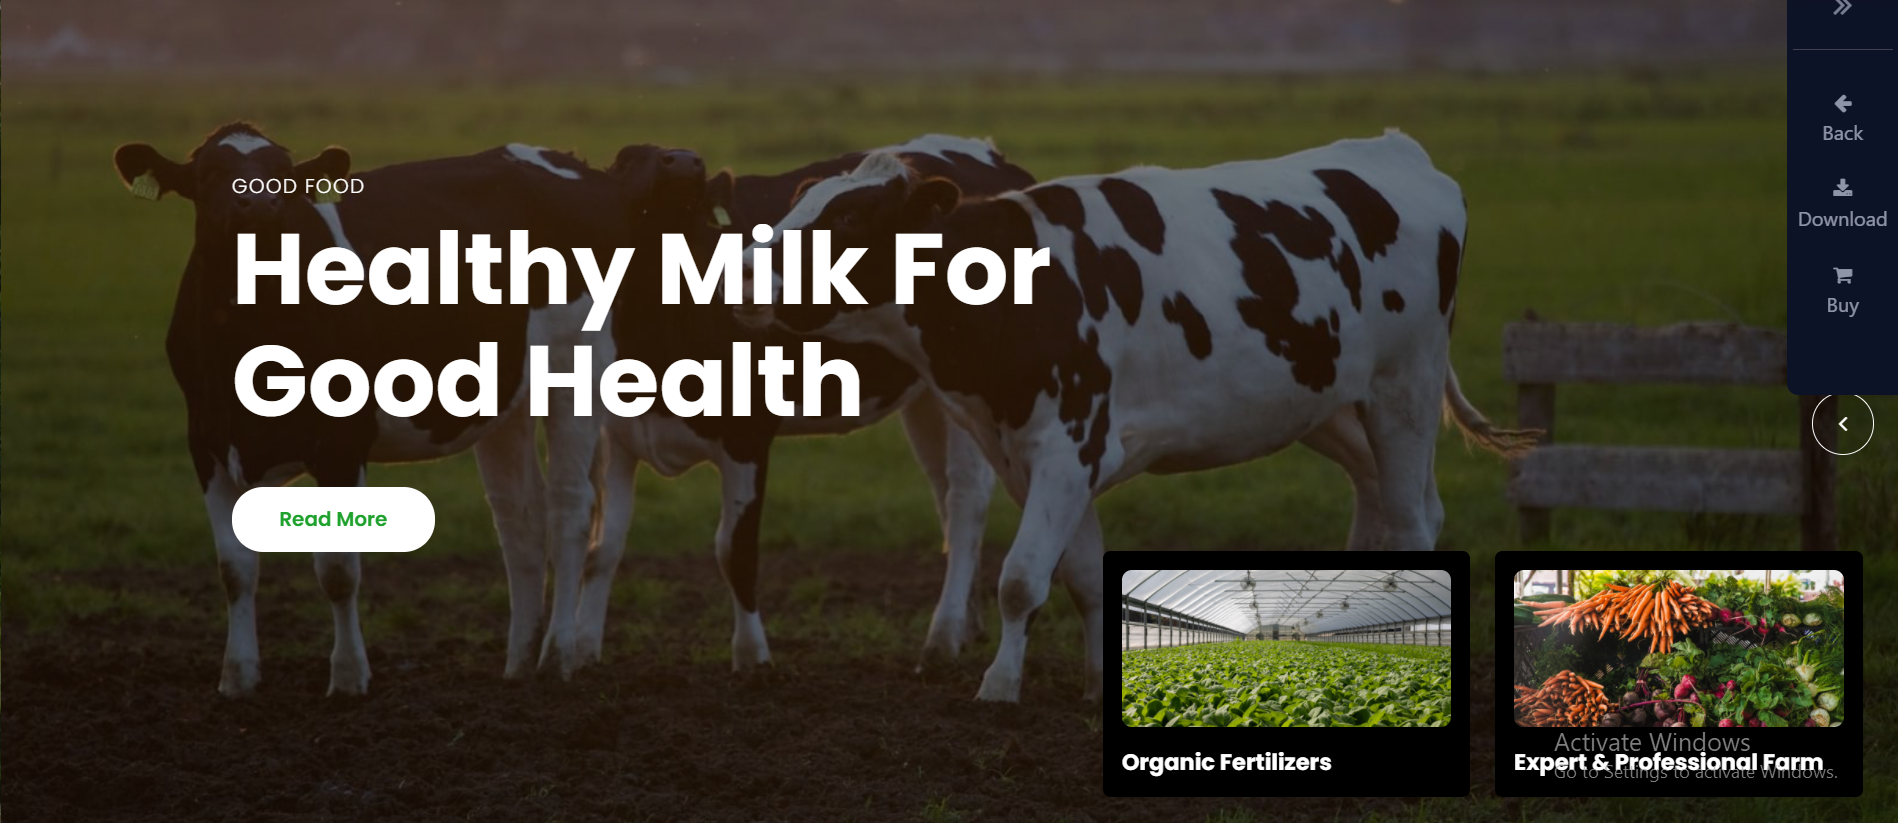 GOOD FOOD
Healthy Milk For
Good Health
Read More
Back
Download
Buy
Organic Fertilizers
Expert & Professional Farm
Activate Windows
Go to Settings to activate Windows.